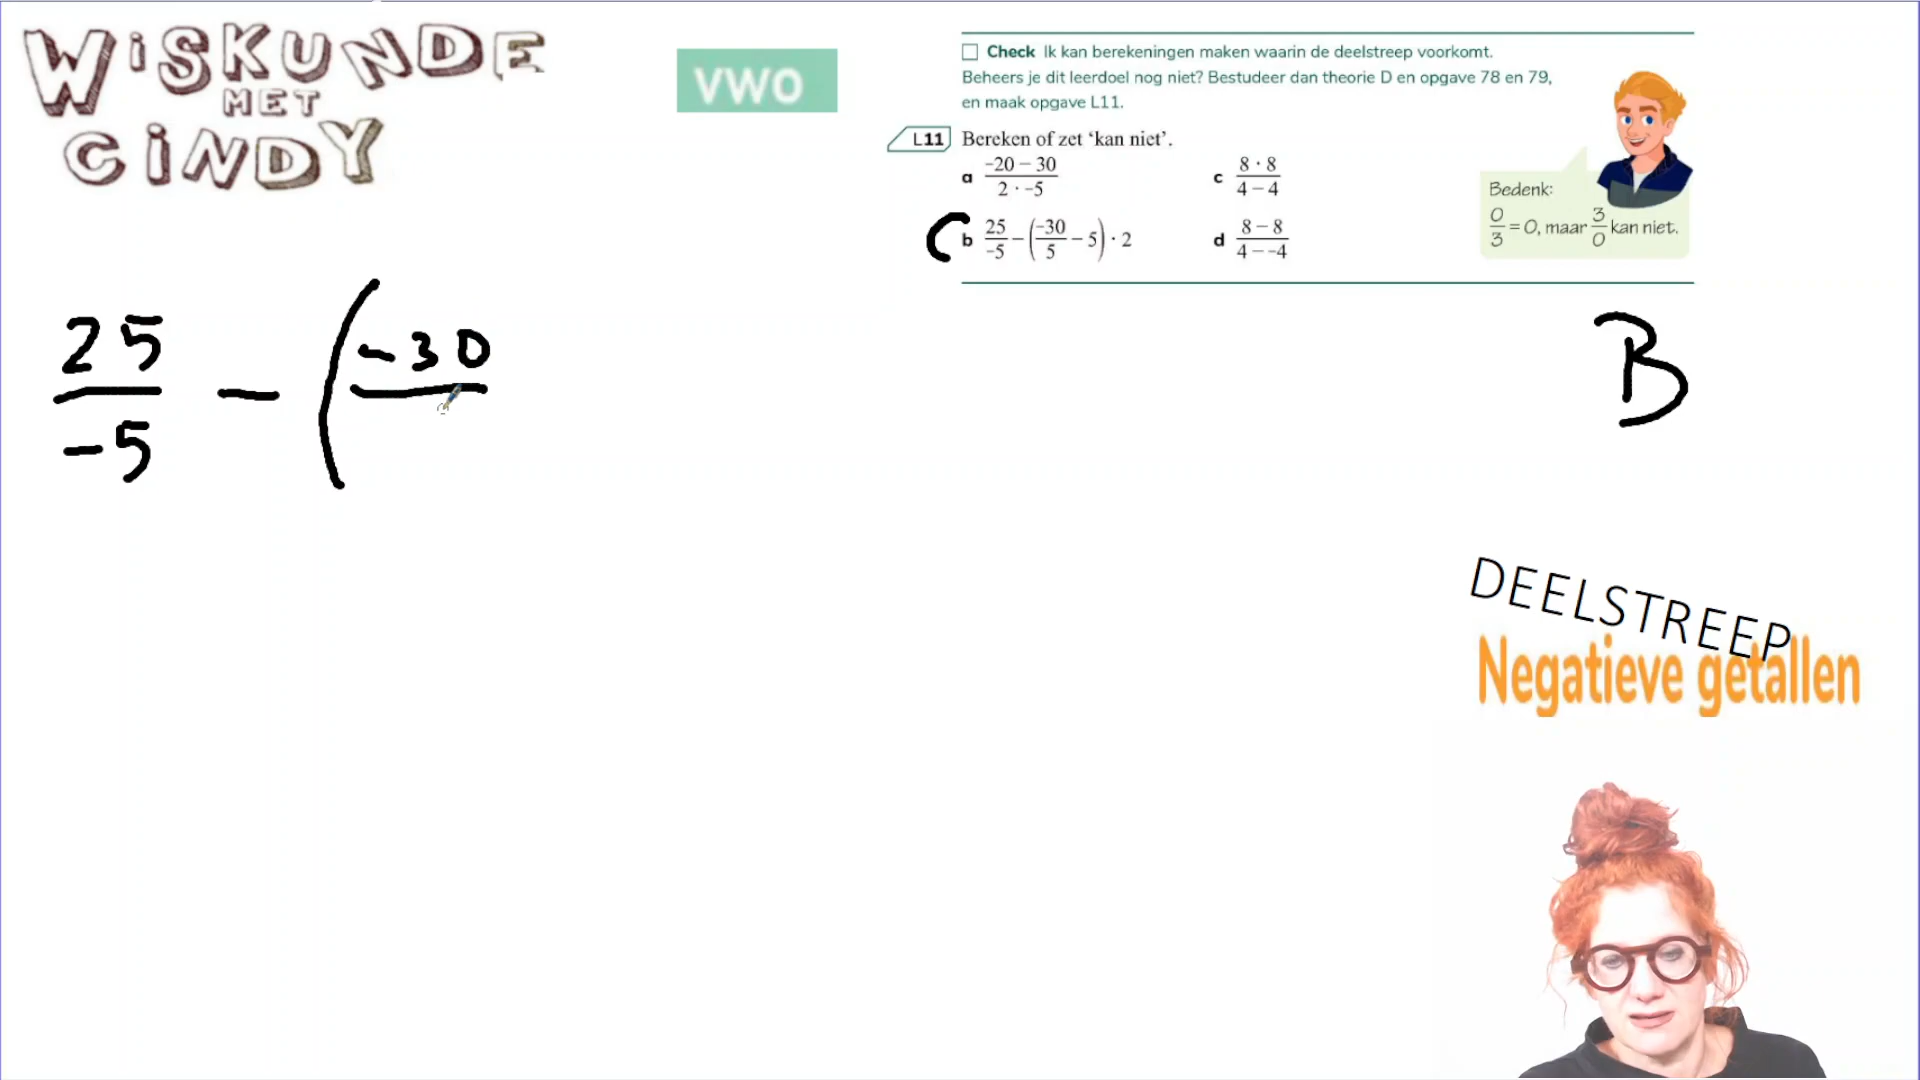 WiSKUNDE
MET
CiNDY
VWO
Check Ik kan berekeningen maken waarin de deelstreep voorkomt.
Beheers je dit leerdoel nog niet? Bestudeer dan theorie D en opgave 78 en 79,
en maak opgave L11.
L11 Bereken of zet ‘kan niet’.
a (-20 – 30)/(2 · -5)
c (8 · 8)/(4 – 4)
b 25/-5 – (-30/5 – 5) · 2
d (8 – 8)/(4 – -4)
Bedenk:
0/3 = 0, maar 3/0 kan niet.
25/-5 – (-30
B
DEELSTREEP
Negatieve getallen